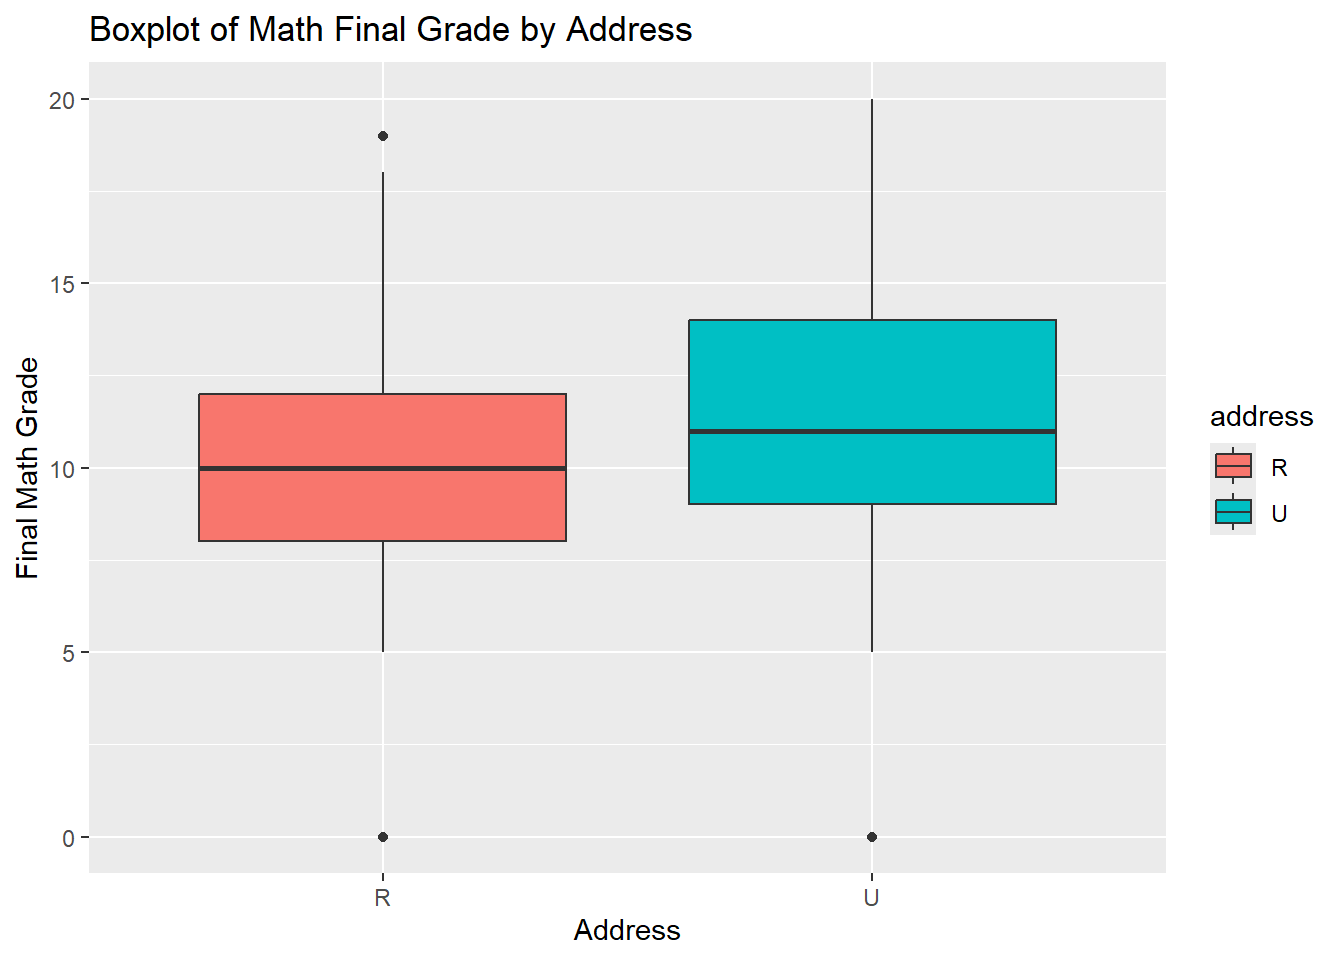 Boxplot of Math Final Grade by Address
Final Math Grade
20
15
10
5
0
R
U
Address
address
R
U